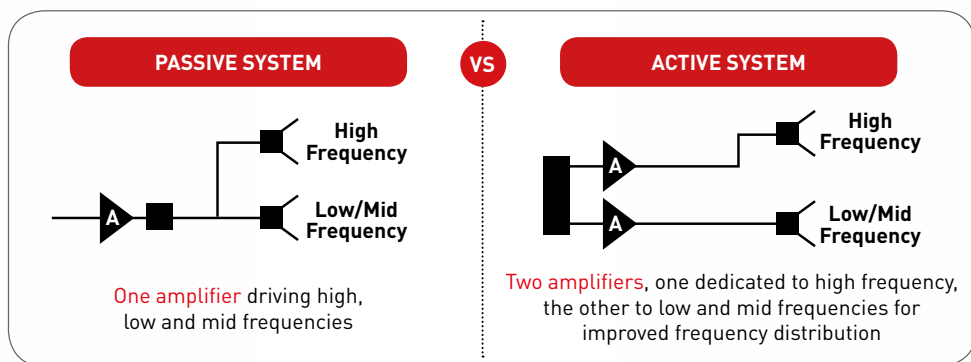 PASSIVE SYSTEM
VS
ACTIVE SYSTEM
High
Frequency
A
Low/Mid
Frequency
One amplifier driving high,
low and mid frequencies
High
Frequency
A
A
Low/Mid
Frequency
Two amplifiers, one dedicated to high frequency,
the other to low and mid frequencies for
improved frequency distribution